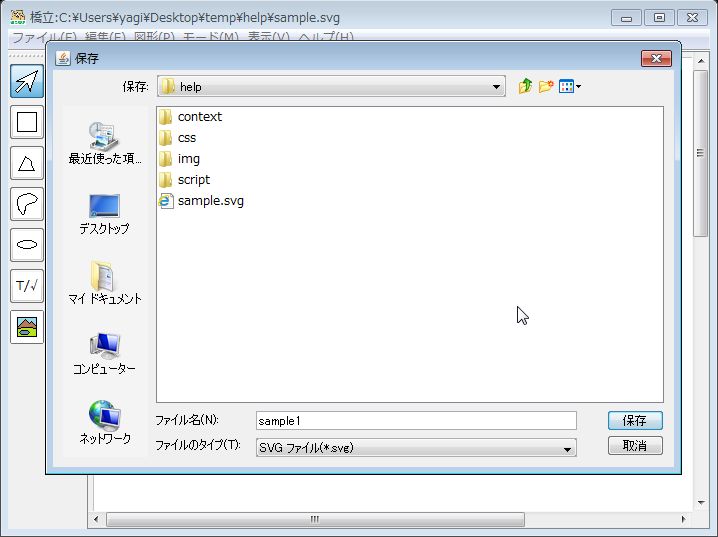 橋立:C:¥Users¥yagi¥Desktop¥temp¥help¥sample.svg
ファイル(F) 編集(E) 図形(P) モード(M) 表示(V) ヘルプ(H)
保存
保存:
help
context
css
img
script
sample.svg
最近使った項...
デスクトップ
マイ ドキュメント
コンピューター
ネットワーク
T/√
ファイル名(N):
sample1
保存
ファイルのタイプ(T):
SVG ファイル(*.svg)
取消